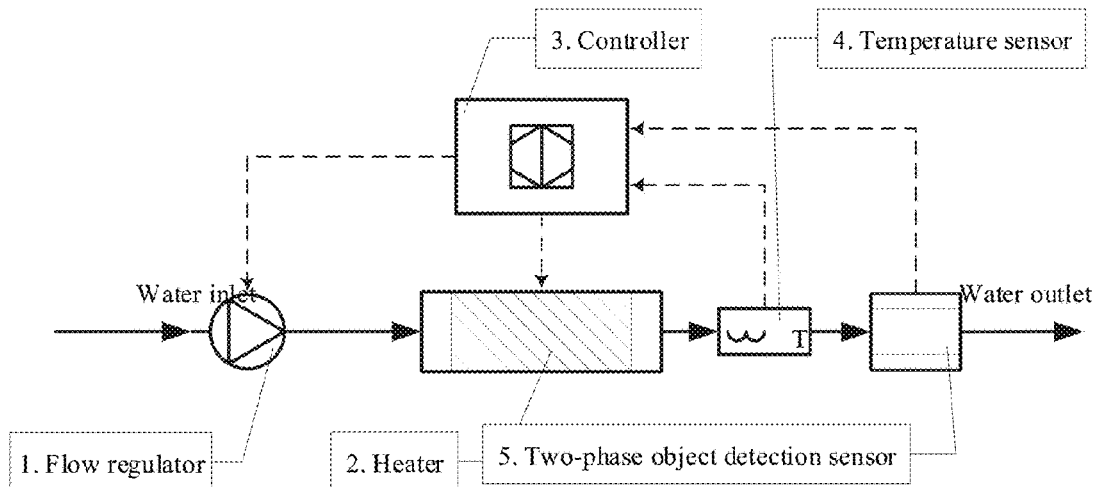 3. Controller
4. Temperature sensor
Water inlet
Water outlet
T
1. Flow regulator
2. Heater
5. Two-phase object detection sensor